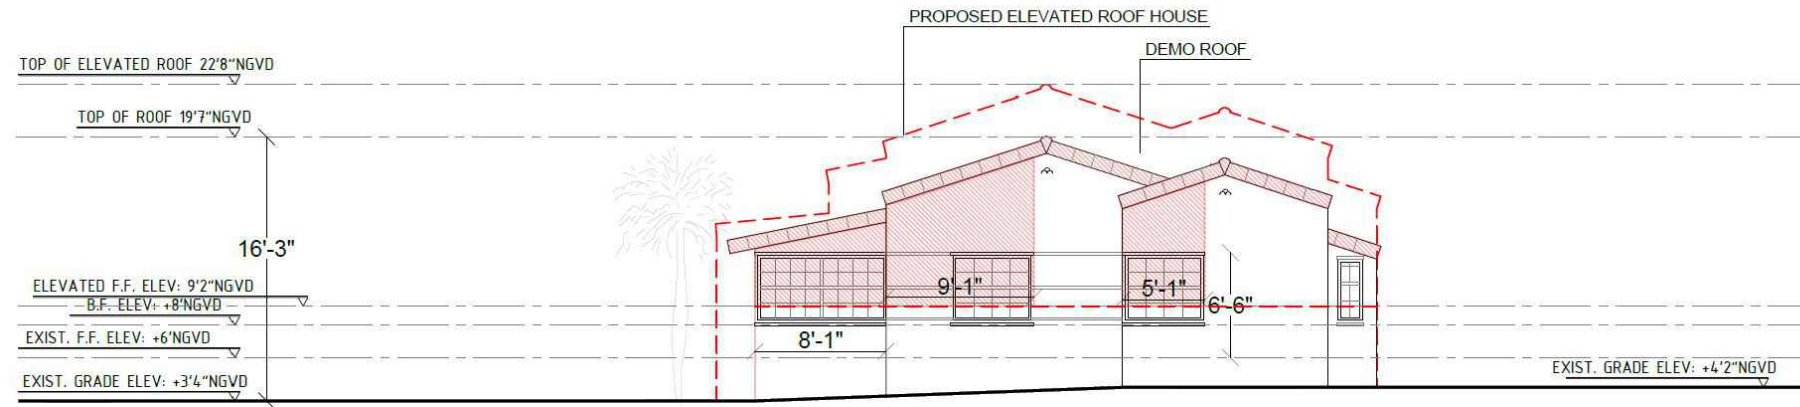 PROPOSED ELEVATED ROOF HOUSE
DEMO ROOF
TOP OF ELEVATED ROOF 22'8"NGVD
TOP OF ROOF 19'7"NGVD
16'-3"
ELEVATED F.F. ELEV: 9'2"NGVD
B.F. ELEV: +8'NGVD
EXIST. F.F. ELEV: +6'NGVD
EXIST. GRADE ELEV: +3'4"NGVD
9'-1"
5'-1"
6'-6"
8'-1"
EXIST. GRADE ELEV: +4'2"NGVD